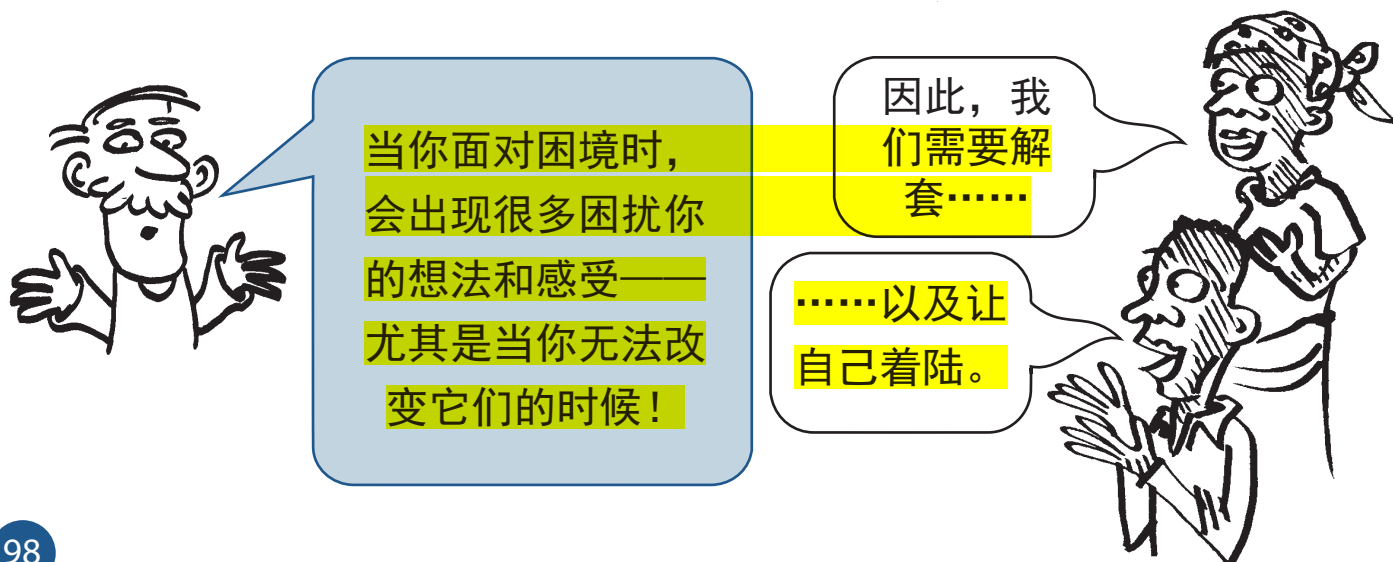 当你面对困境时，
会出现很多困扰你
的想法和感受——
尤其是当你无法改
变它们的时候！
因此，我
们需要解
套……
……以及让
自己着陆。
98